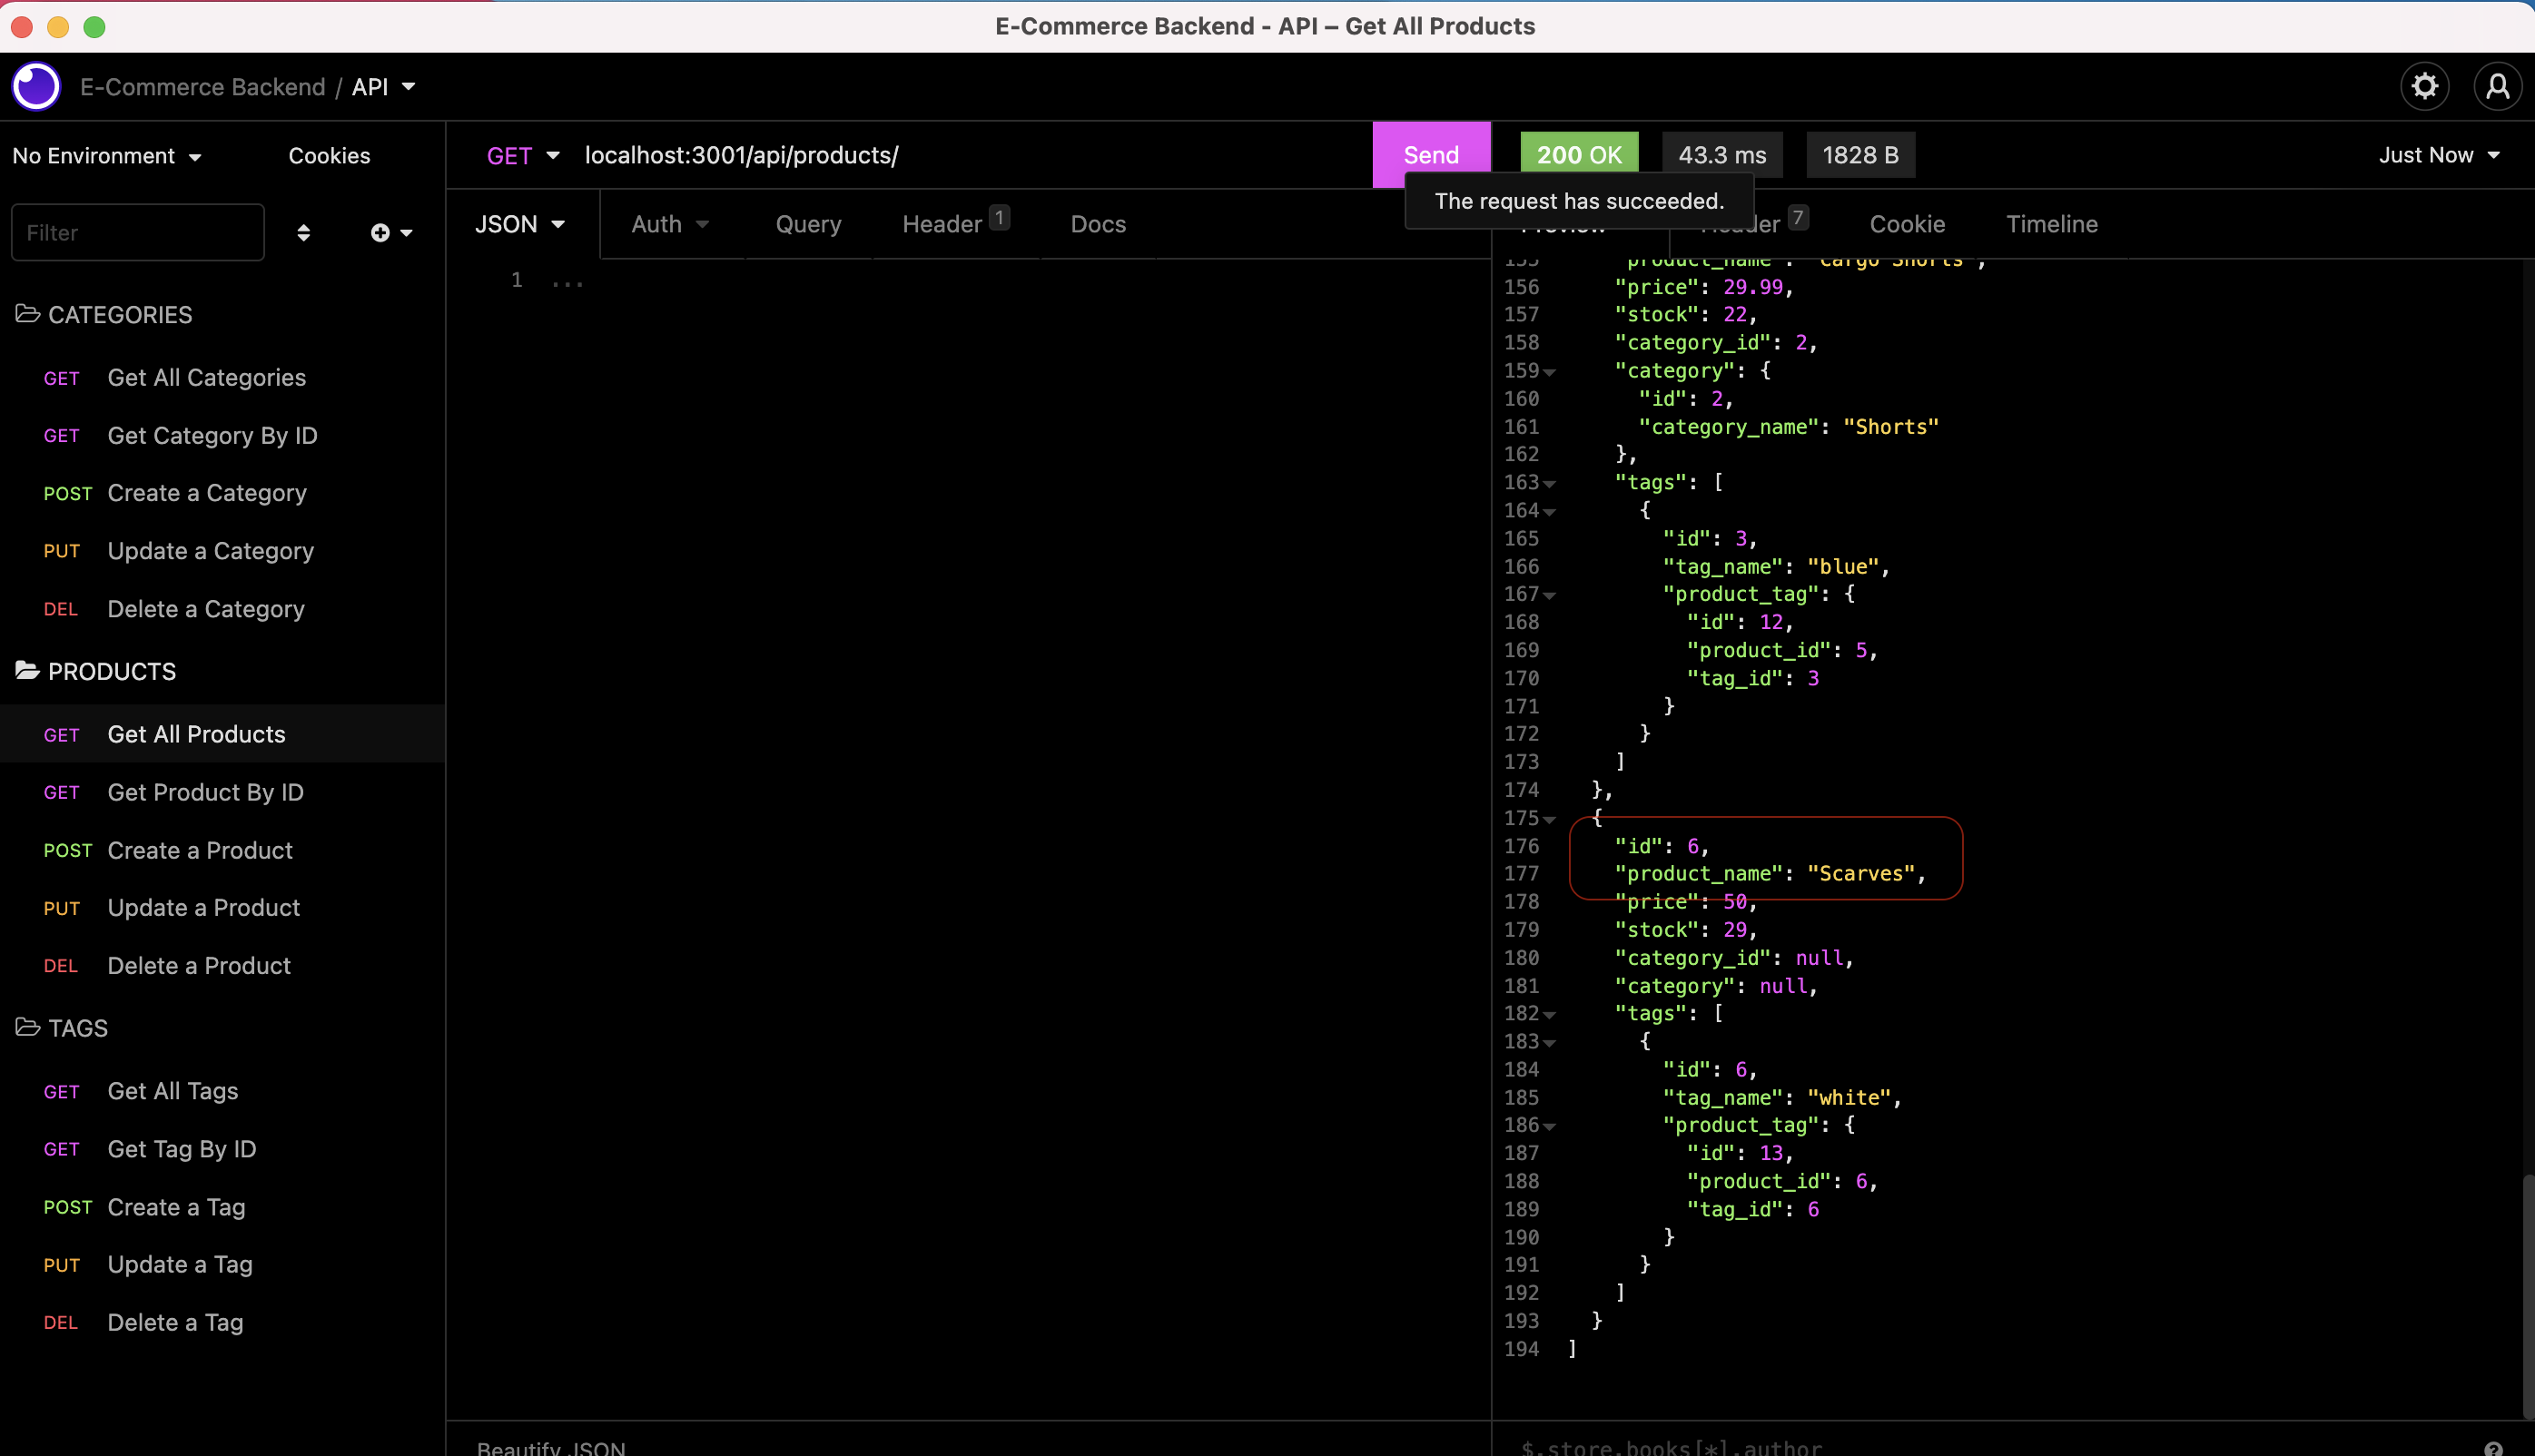 E-Commerce Backend - API – Get All Products
E-Commerce Backend / API
No Environment
Cookies
GET localhost:3001/api/products/
Send
200 OK
43.3 ms
1828 B
Just Now
The request has succeeded.
Filter
JSON
Auth
Query
Header 1
Docs
Preview
Header 7
Cookie
Timeline
CATEGORIES
GET Get All Categories
GET Get Category By ID
POST Create a Category
PUT Update a Category
DEL Delete a Category
PRODUCTS
GET Get All Products
GET Get Product By ID
POST Create a Product
PUT Update a Product
DEL Delete a Product
TAGS
GET Get All Tags
GET Get Tag By ID
POST Create a Tag
PUT Update a Tag
DEL Delete a Tag
1 ...
Beautify JSON
155 "product_name": "Cargo Shorts",
156 "price": 29.99,
157 "stock": 22,
158 "category_id": 2,
159 "category": {
160 "id": 2,
161 "category_name": "Shorts"
162 },
163 "tags": [
164 {
165 "id": 3,
166 "tag_name": "blue",
167 "product_tag": {
168 "id": 12,
169 "product_id": 5,
170 "tag_id": 3
171 }
172 }
173 ]
174 },
175 {
176 "id": 6,
177 "product_name": "Scarves",
178 "price": 50,
179 "stock": 29,
180 "category_id": null,
181 "category": null,
182 "tags": [
183 {
184 "id": 6,
185 "tag_name": "white",
186 "product_tag": {
187 "id": 13,
188 "product_id": 6,
189 "tag_id": 6
190 }
191 }
192 ]
193 }
194 ]
$.store.books[*].author